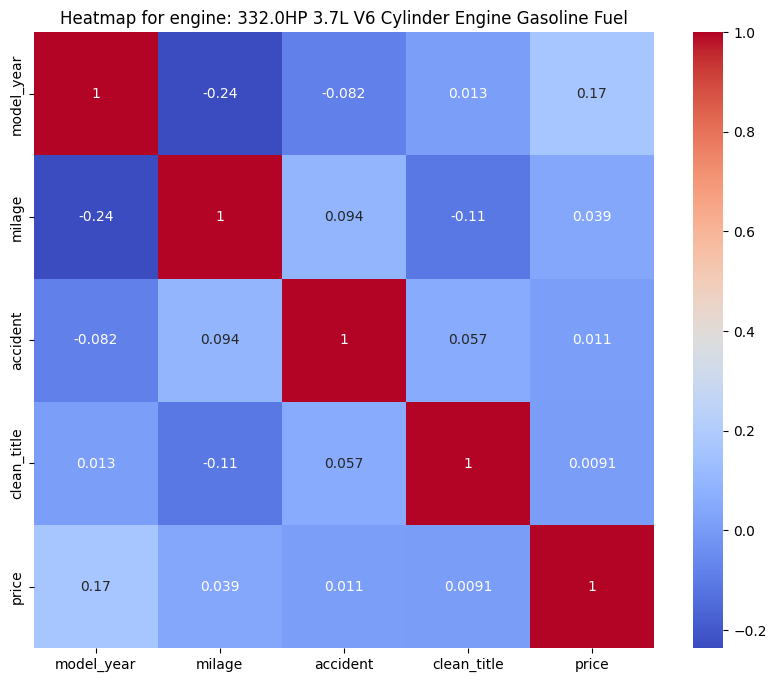 Heatmap for engine: 332.0HP 3.7L V6 Cylinder Engine Gasoline Fuel
model_year 1 -0.24 -0.082 0.013 0.17
milage -0.24 1 0.094 -0.11 0.039
accident -0.082 0.094 1 0.057 0.011
clean_title 0.013 -0.11 0.057 1 0.0091
price 0.17 0.039 0.011 0.0091 1
model_year milage accident clean_title price
1.0
0.8
0.6
0.4
0.2
0.0
−0.2